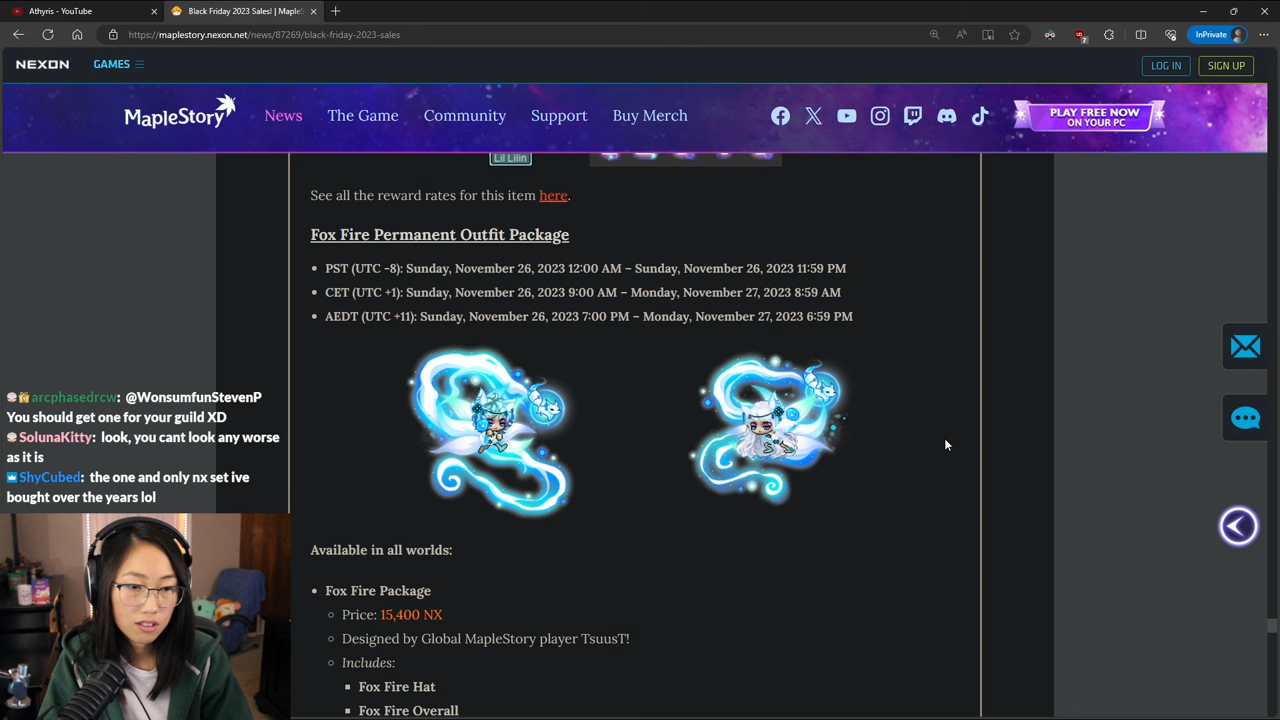 Athyris - YouTube
Black Friday 2023 Sales! | MapleS
https://maplestory.nexon.net/news/87269/black-friday-2023-sales
7
InPrivate
NEXON
GAMES
LOG IN
SIGN UP
MapleStory
News
The Game
Community
Support
Buy Merch
PLAY FREE NOW
ON YOUR PC
Lil Lilin
See all the reward rates for this item here.
Fox Fire Permanent Outfit Package
PST (UTC -8): Sunday, November 26, 2023 12:00 AM – Sunday, November 26, 2023 11:59 PM
CET (UTC +1): Sunday, November 26, 2023 9:00 AM – Monday, November 27, 2023 8:59 AM
AEDT (UTC +11): Sunday, November 26, 2023 7:00 PM – Monday, November 27, 2023 6:59 PM
arcphasedrcw: @WonsumfunStevenP
You should get one for your guild XD
SolunaKitty: look, you cant look any worse
as it is
ShyCubed: the one and only nx set ive
bought over the years lol
Available in all worlds:
Fox Fire Package
Price: 15,400 NX
Designed by Global MapleStory player TsuusT!
Includes:
Fox Fire Hat
Fox Fire Overall